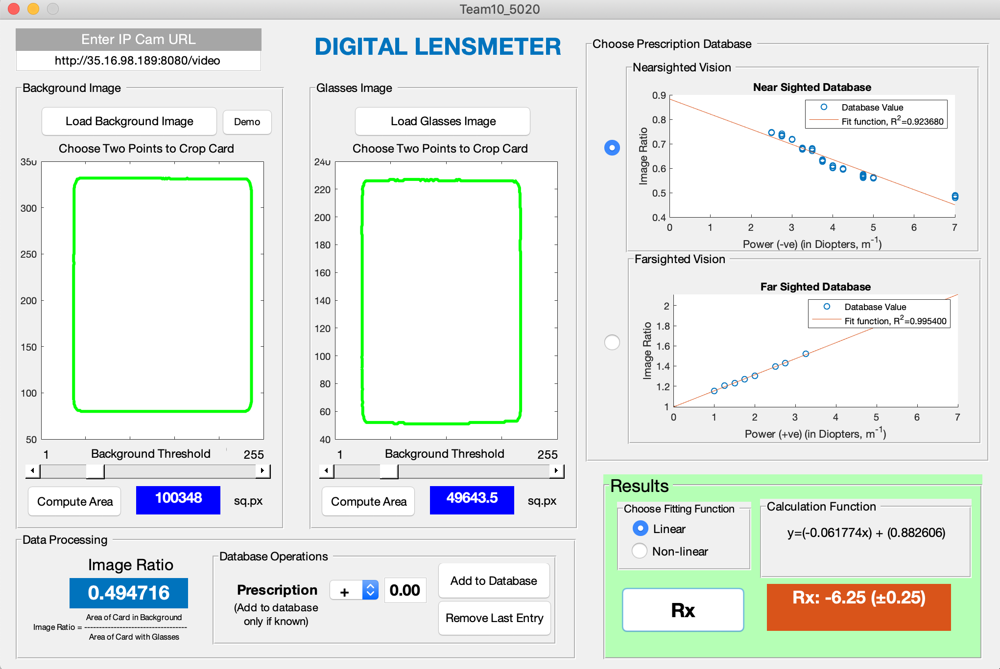 Team10_5020
Enter IP Cam URL
http://35.16.98.189:8080/video
DIGITAL LENSMETER
Background Image
Load Background Image
Demo
Choose Two Points to Crop Card
350
300
250
200
150
100
50
1
Background Threshold
255
Compute Area
100348
sq.px
Glasses Image
Load Glasses Image
Choose Two Points to Crop Card
240
220
200
180
160
140
120
100
80
60
40
1
Background Threshold
255
Compute Area
49643.5
sq.px
Choose Prescription Database
Nearsighted Vision
Near Sighted Database
Database Value
Fit function, R²=0.923680
Image Ratio
0.9
0.8
0.7
0.6
0.5
0.4
0 1 2 3 4 5 6 7
Power (-ve) (in Diopters, m⁻¹)
Farsighted Vision
Far Sighted Database
Database Value
Fit function, R²=0.995400
Image Ratio
2
1.8
1.6
1.4
1.2
1
0 1 2 3 4 5 6 7
Power (+ve) (in Diopters, m⁻¹)
Data Processing
Image Ratio
0.494716
Area of Card in Background
Image Ratio = -----------------------------------
Area of Card with Glasses
Database Operations
Prescription
+
0.00
(Add to database
only if known)
Add to Database
Remove Last Entry
Results
Choose Fitting Function
Linear
Non-linear
Calculation Function
y=(-0.061774x) + (0.882606)
Rx
Rx: -6.25 (±0.25)